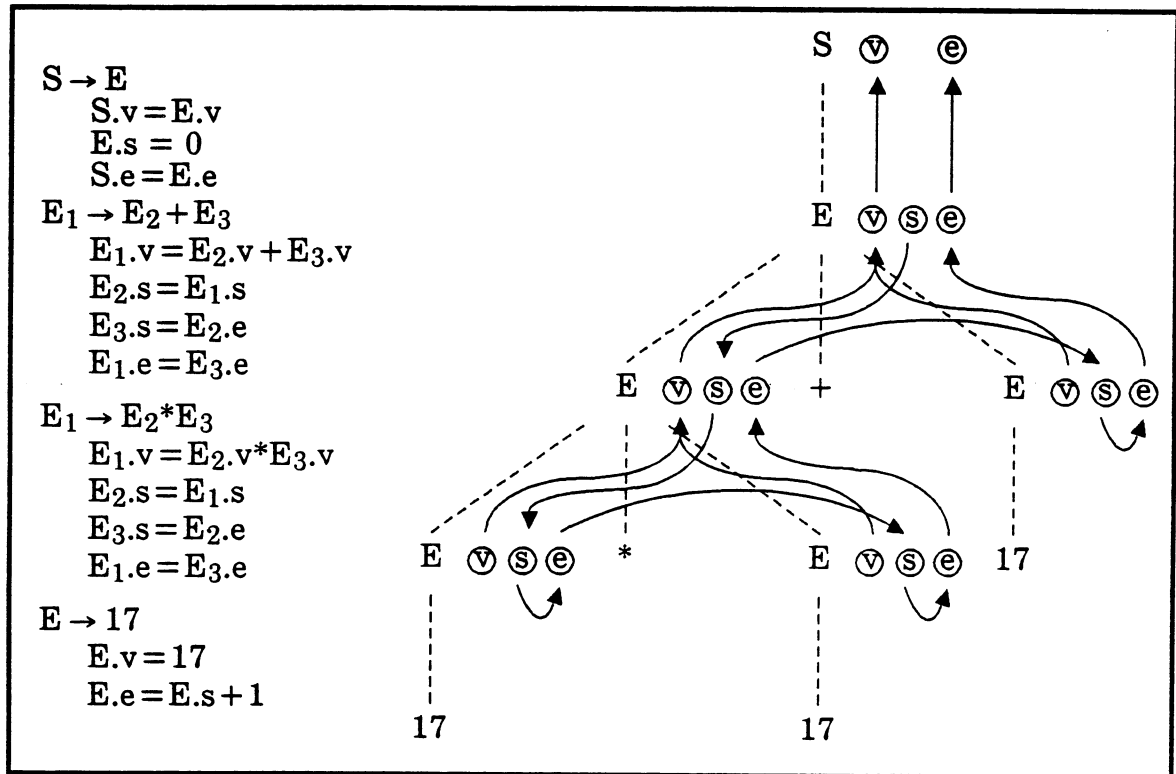 S → E
S.v = E.v
E.s = 0
S.e = E.e
E₁ → E₂ + E₃
E₁.v = E₂.v + E₃.v
E₂.s = E₁.s
E₃.s = E₂.e
E₁.e = E₃.e
E₁ → E₂*E₃
E₁.v = E₂.v*E₃.v
E₂.s = E₁.s
E₃.s = E₂.e
E₁.e = E₃.e
E → 17
E.v = 17
E.e = E.s + 1
S v e
E v s e
E v s e + E v s e
E v s e * E v s e 17
17 17